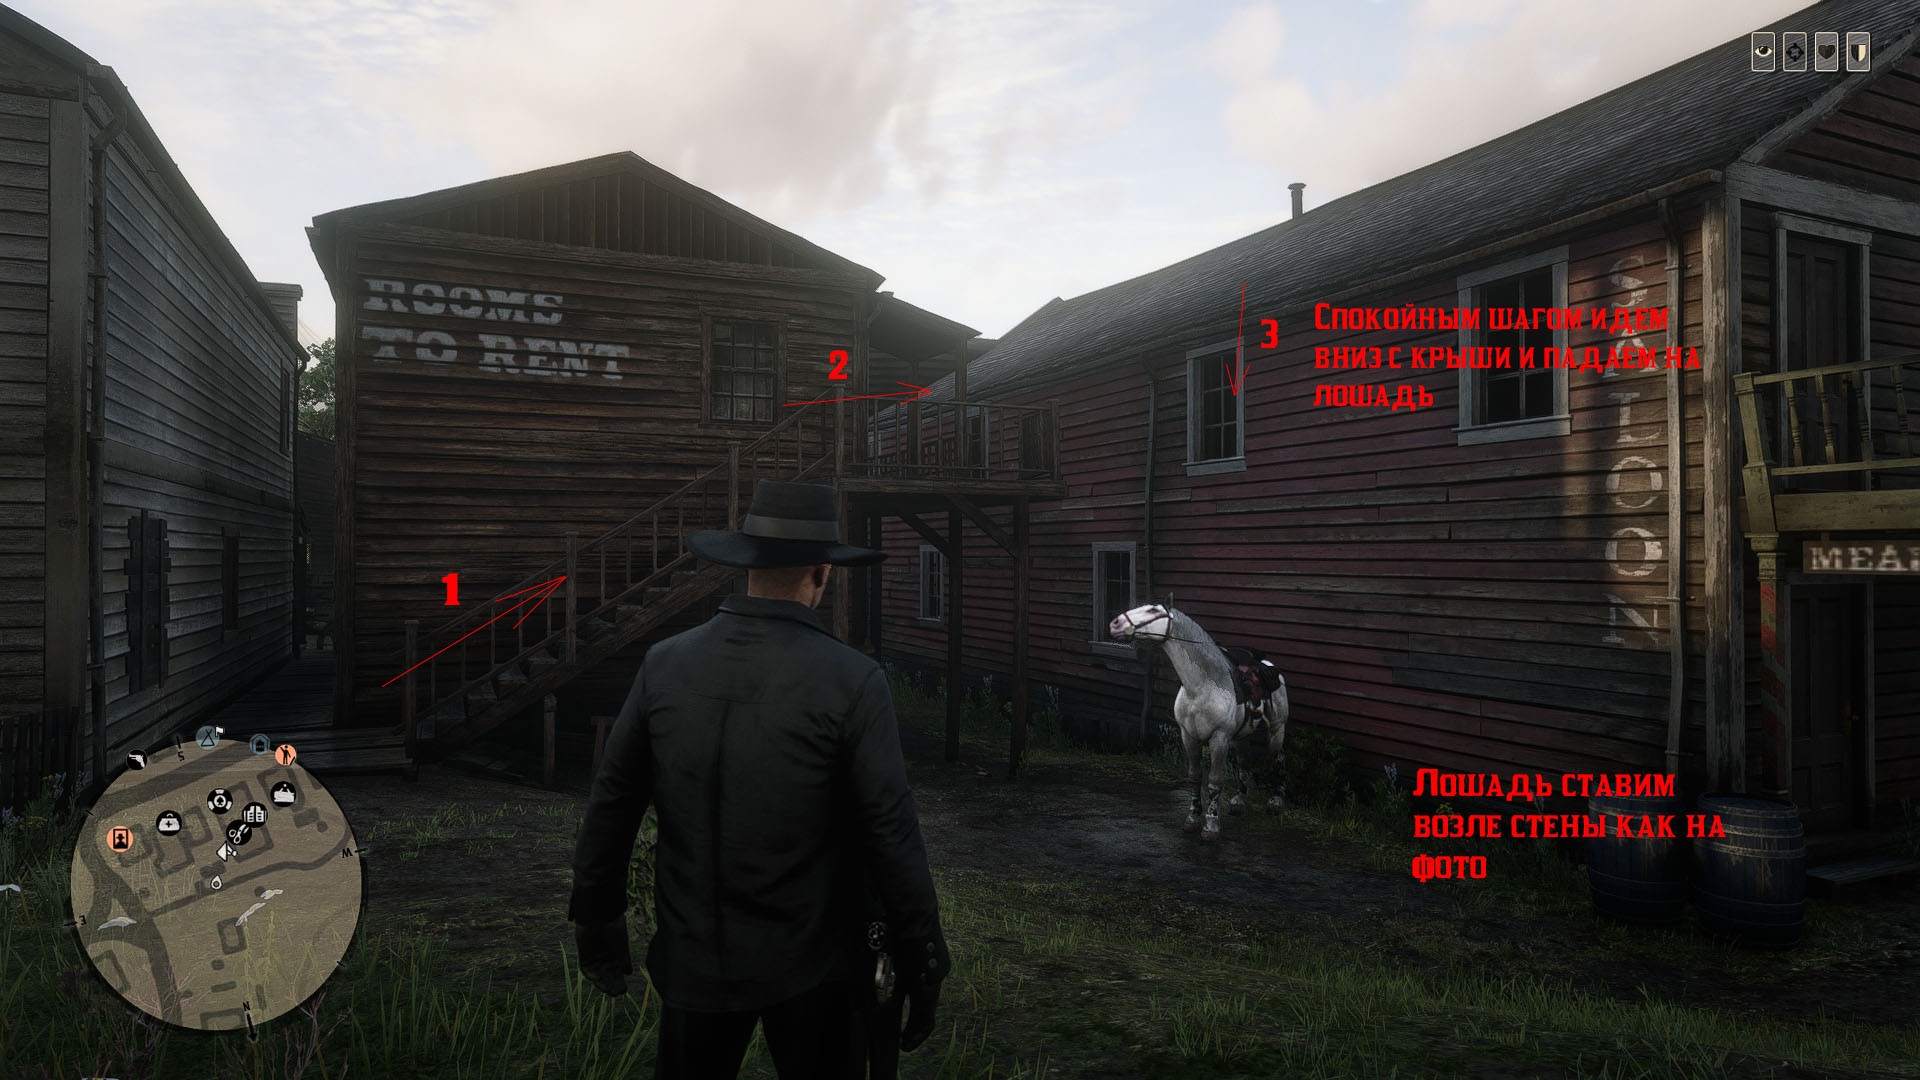 ROOMS
TO RENT
2
3
Спокойным шагом идем
вниз с крыши и падаем на
лошадь
SALOON
MEA
1
Лошадь ставим
возле стены как на
фото
S
W
E
N